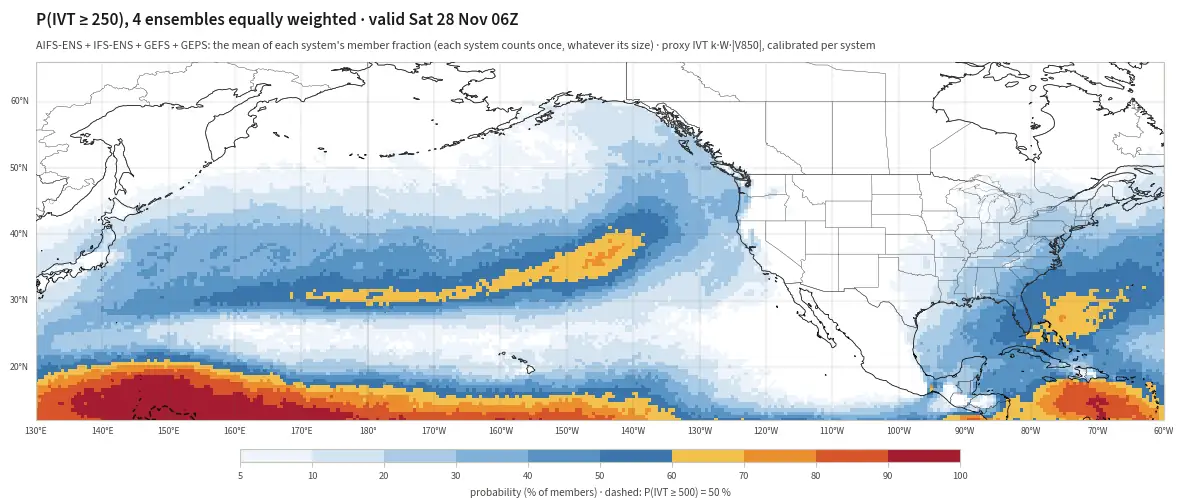 P(IVT ≥ 250), 4 ensembles equally weighted · valid Sat 28 Nov 06Z
AIFS-ENS + IFS-ENS + GEFS + GEPS: the mean of each system's member fraction (each system counts once, whatever its size) · proxy IVT k·W·|V850|, calibrated per system
60°N
50°N
40°N
30°N
20°N
130°E 140°E 150°E 160°E 170°E 180° 170°W 160°W 150°W 140°W 130°W 120°W 110°W 100°W 90°W 80°W 70°W 60°W
5 10 20 30 40 50 60 70 80 90 100
probability (% of members) · dashed: P(IVT ≥ 500) = 50 %